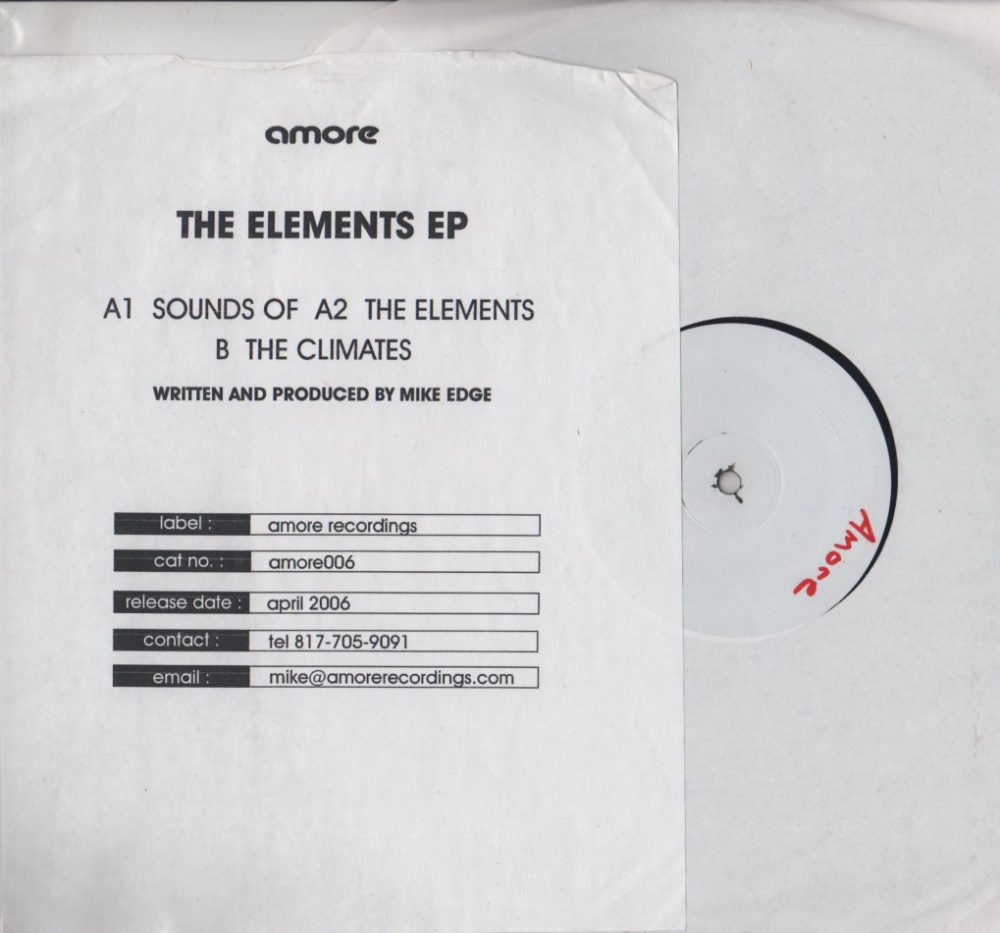 amore
THE ELEMENTS EP
A1 SOUNDS OF A2 THE ELEMENTS
B THE CLIMATES
WRITTEN AND PRODUCED BY MIKE EDGE
label : amore recordings
cat no. : amore006
release date : april 2006
contact : tel 817-705-9091
email : mike@amorerecordings.com
Amore